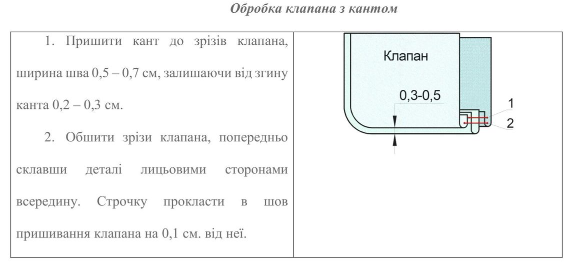 Обробка клапана з кантом
1. Пришити кант до зрізів клапана,
ширина шва 0,5 – 0,7 см, залишаючи від згину
канта 0,2 – 0,3 см.
2. Обшити зрізи клапана, попередньо
склавши деталі лицьовими сторонами
всередину. Строчку прокласти в шов
пришивання клапана на 0,1 см. від неї.
Клапан
0,3-0,5
1
2